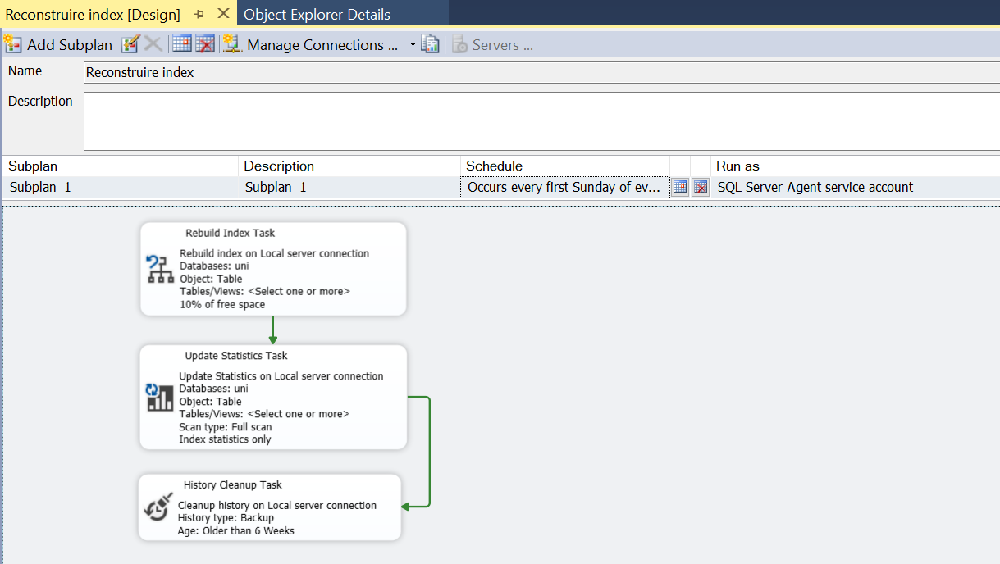 Reconstruire index [Design]
Object Explorer Details
Add Subplan
Manage Connections ...
Servers ...
Name
Reconstruire index
Description
Subplan Description Schedule Run as
Subplan_1 Subplan_1 Occurs every first Sunday of ev... SQL Server Agent service account
Rebuild Index Task
Rebuild index on Local server connection
Databases: uni
Object: Table
Tables/Views: <Select one or more>
10% of free space
Update Statistics Task
Update Statistics on Local server connection
Databases: uni
Object: Table
Tables/Views: <Select one or more>
Scan type: Full scan
Index statistics only
History Cleanup Task
Cleanup history on Local server connection
History type: Backup
Age: Older than 6 Weeks